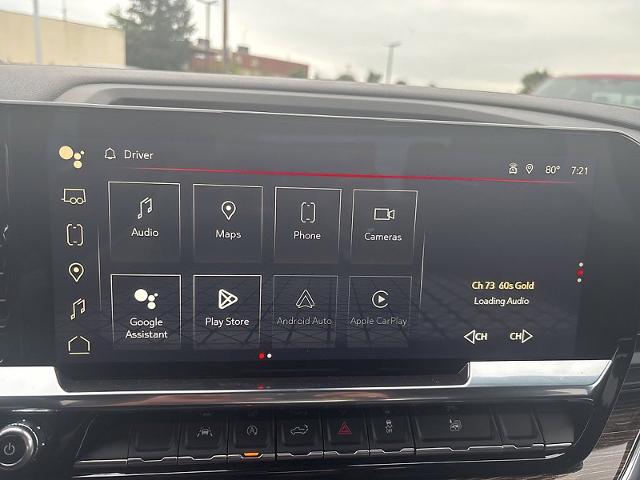 Driver
80° 7:21
Audio Maps Phone Cameras
Google Play Store Android Auto Apple CarPlay
Assistant
Ch 73 60s Gold
Loading Audio
CH CH
OFF